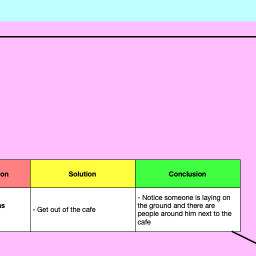 on Solution Conclusion
- Notice someone is laying on
the ground and there are
people around him next to the
cafe
- Get out of the cafe